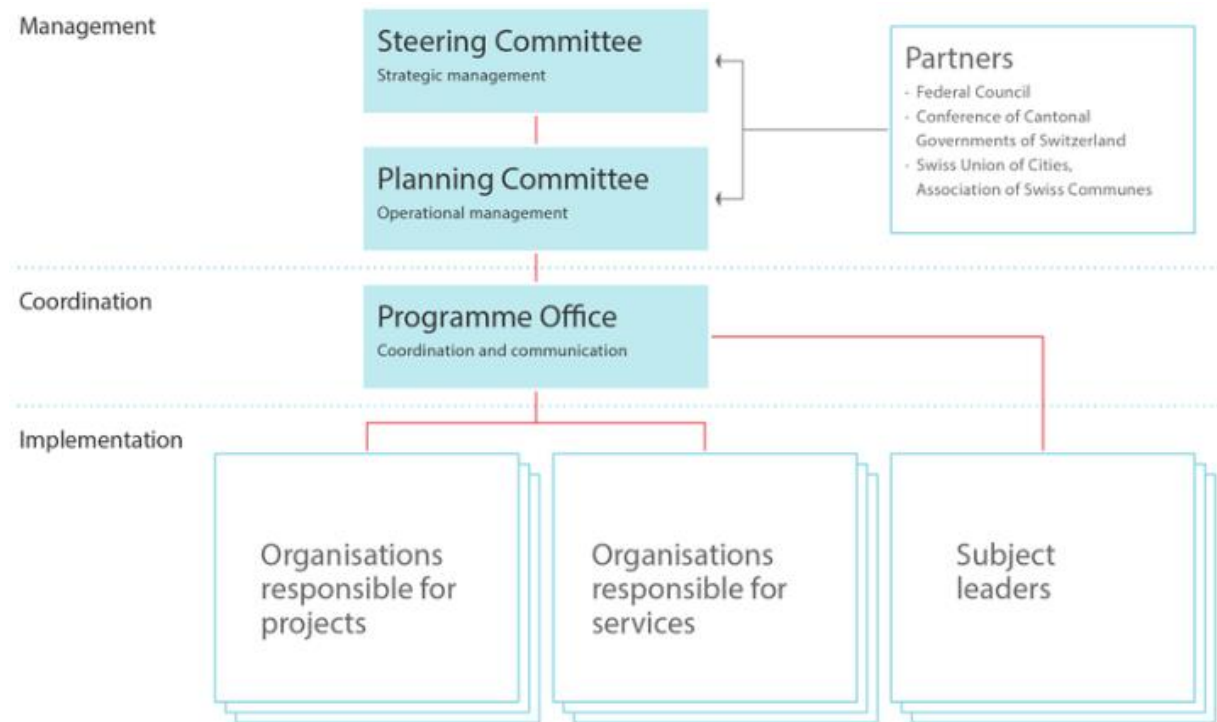 Management
Steering Committee
Strategic management
Partners
- Federal Council
- Conference of Cantonal
Governments of Switzerland
- Swiss Union of Cities,
Association of Swiss Communes
Planning Committee
Operational management
Coordination
Programme Office
Coordination and communication
Implementation
Organisations
responsible for
projects
Organisations
responsible for
services
Subject
leaders